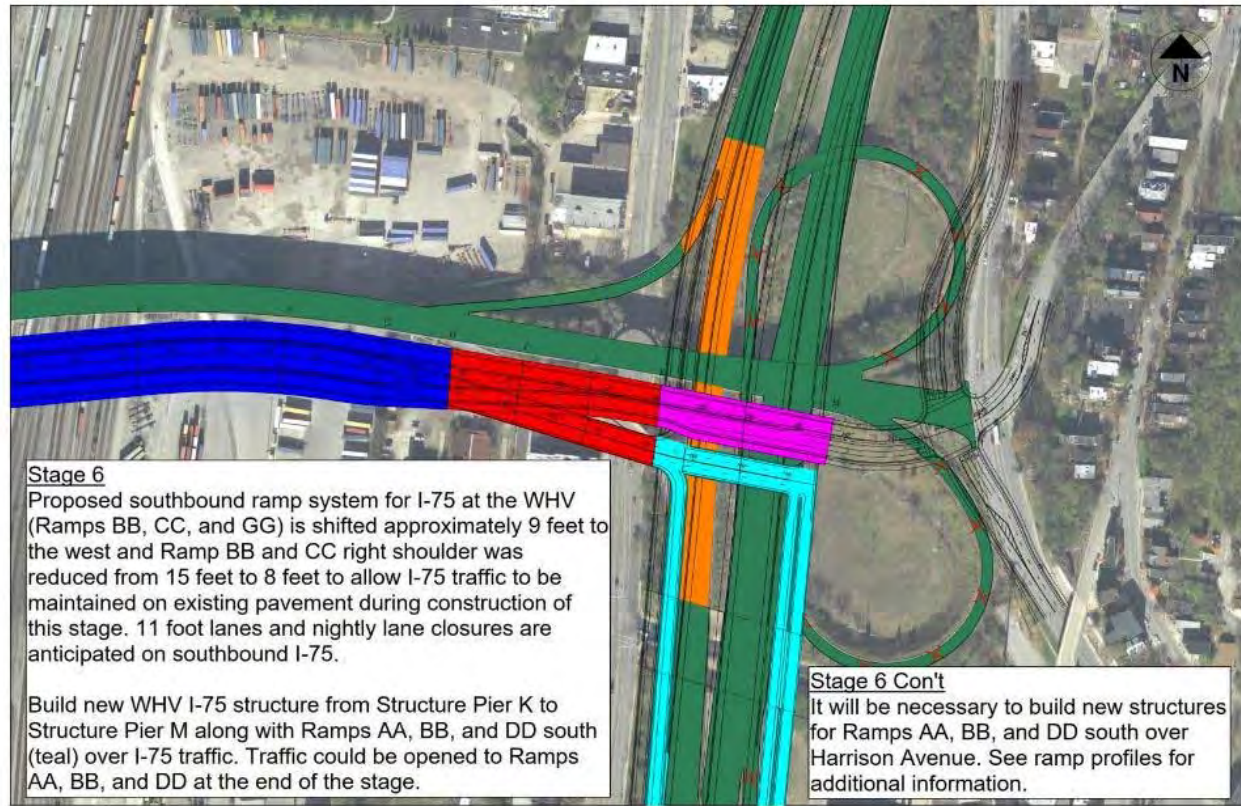 N
Stage 6
Proposed southbound ramp system for I-75 at the WHV
(Ramps BB, CC, and GG) is shifted approximately 9 feet to
the west and Ramp BB and CC right shoulder was
reduced from 15 feet to 8 feet to allow I-75 traffic to be
maintained on existing pavement during construction of
this stage. 11 foot lanes and nightly lane closures are
anticipated on southbound I-75.
Build new WHV I-75 structure from Structure Pier K to
Structure Pier M along with Ramps AA, BB, and DD south
(teal) over I-75 traffic. Traffic could be opened to Ramps
AA, BB, and DD at the end of the stage.
Stage 6 Con't
It will be necessary to build new structures
for Ramps AA, BB, and DD south over
Harrison Avenue. See ramp profiles for
additional information.